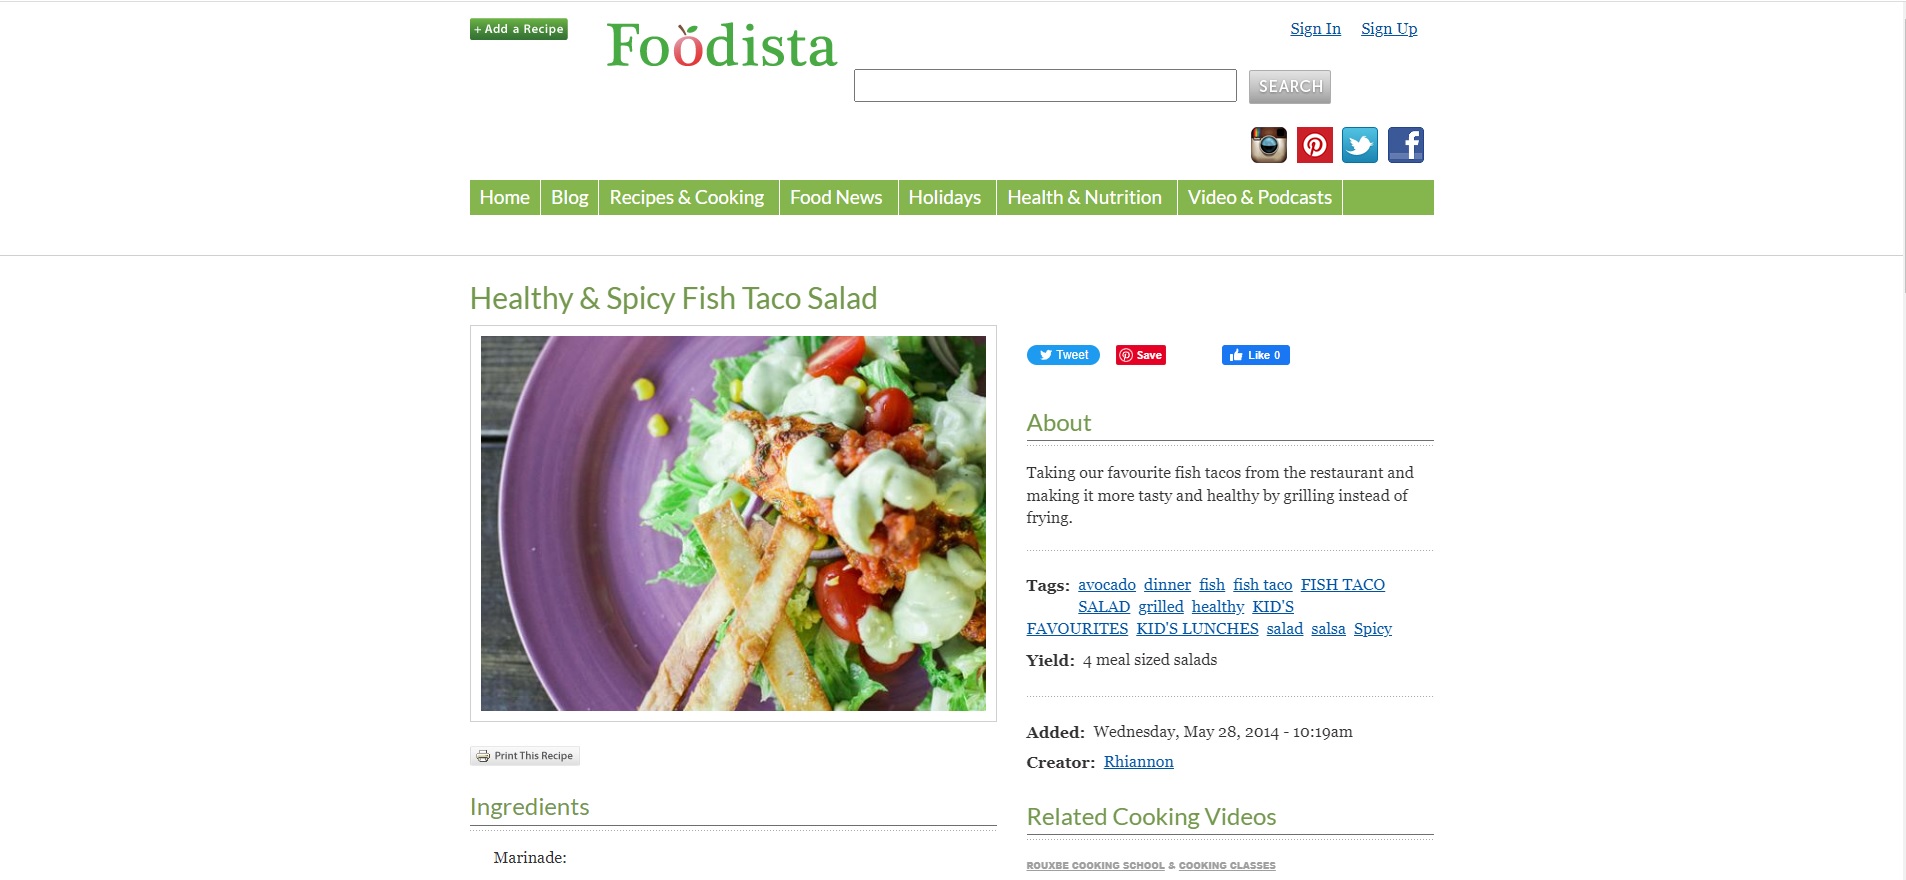 + Add a Recipe
Foodista
Sign In Sign Up
SEARCH
Home Blog Recipes & Cooking Food News Holidays Health & Nutrition Video & Podcasts
Healthy & Spicy Fish Taco Salad
Tweet Save Like 0
About
Taking our favourite fish tacos from the restaurant and
making it more tasty and healthy by grilling instead of
frying.
Tags: avocado dinner fish fish taco FISH TACO
SALAD grilled healthy KID'S
FAVOURITES KID'S LUNCHES salad salsa Spicy
Yield: 4 meal sized salads
Added: Wednesday, May 28, 2014 - 10:19am
Creator: Rhiannon
Print This Recipe
Ingredients
Marinade:
Related Cooking Videos
ROUXBE COOKING SCHOOL & COOKING CLASSES